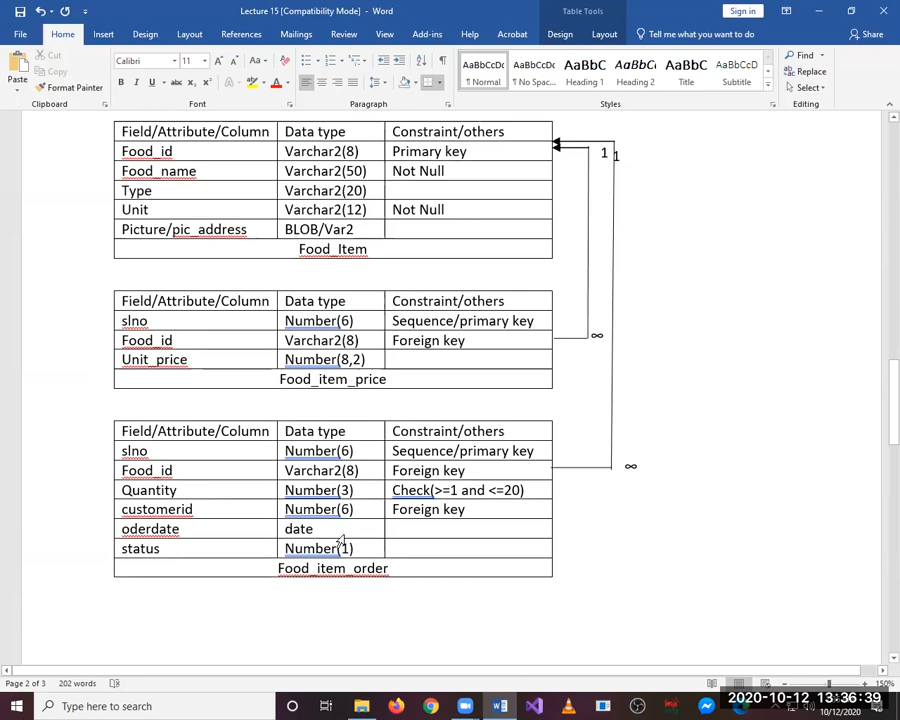 Lecture 15 [Compatibility Mode] - Word
Table Tools
Sign in
File Home Insert Design Layout References Mailings Review View Add-ins Help Acrobat Design Layout Tell me what you want to do Share
Paste
Cut
Copy
Format Painter
Clipboard
Calibri 11
Font
Paragraph
AaBbCcDc AaBbCcDc AaBbC AaBbCc AaBbC AaBbCcD
¶ Normal ¶ No Spac... Heading 1 Heading 2 Title Subtitle
Styles
Find
Replace
Select
Editing
Field/Attribute/Column Data type Constraint/others
Food_id Varchar2(8) Primary key
Food_name Varchar2(50) Not Null
Type Varchar2(20)
Unit Varchar2(12) Not Null
Picture/pic_address BLOB/Var2
Food_Item
1 1
Field/Attribute/Column Data type Constraint/others
slno Number(6) Sequence/primary key
Food_id Varchar2(8) Foreign key
Unit_price Number(8,2)
Food_item_price
∞
Field/Attribute/Column Data type Constraint/others
slno Number(6) Sequence/primary key
Food_id Varchar2(8) Foreign key
Quantity Number(3) Check(>=1 and <=20)
customerid Number(6) Foreign key
oderdate date
status Number(1)
Food_item_order
∞
Page 2 of 3 202 words
150%
Type here to search
2020-10-12 13:36:39
10/12/2020